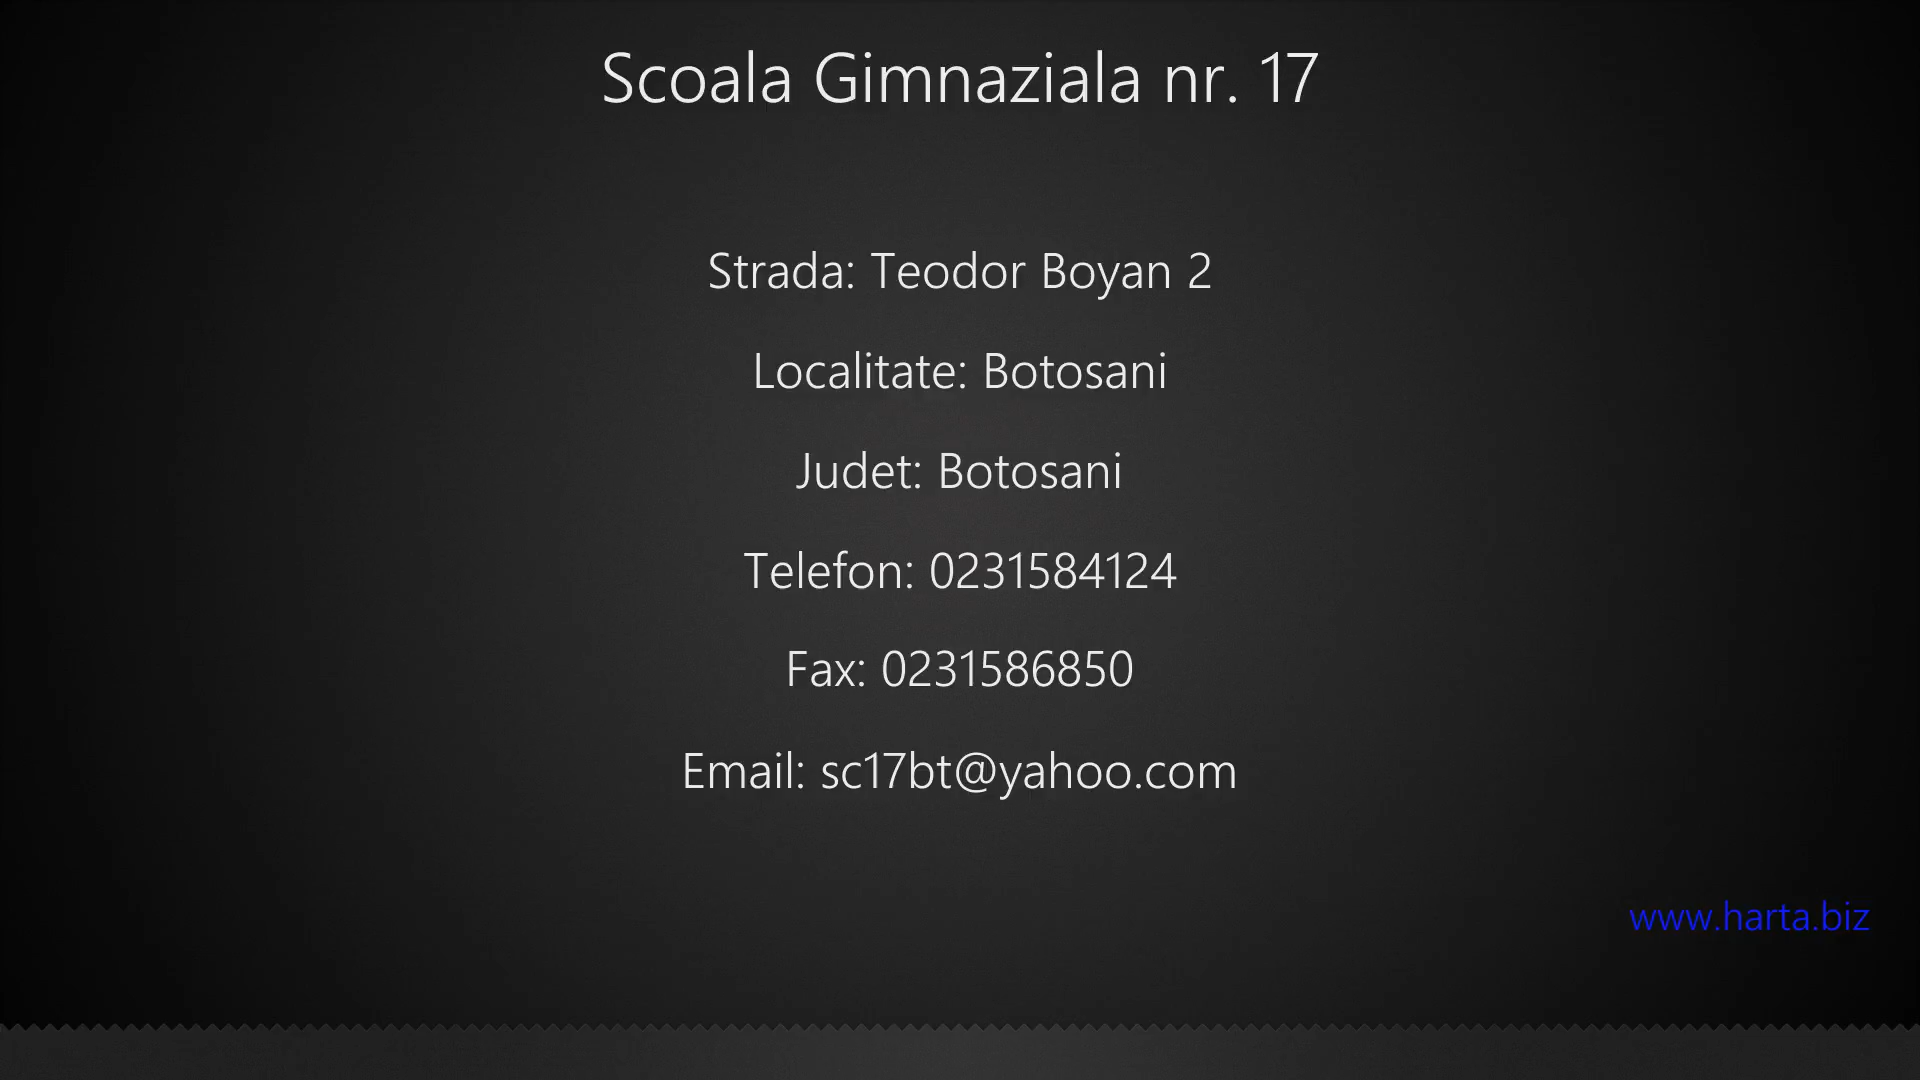 Scoala Gimnaziala nr. 17
Strada: Teodor Boyan 2
Localitate: Botosani
Judet: Botosani
Telefon: 0231584124
Fax: 0231586850
Email: sc17bt@yahoo.com
www.harta.biz